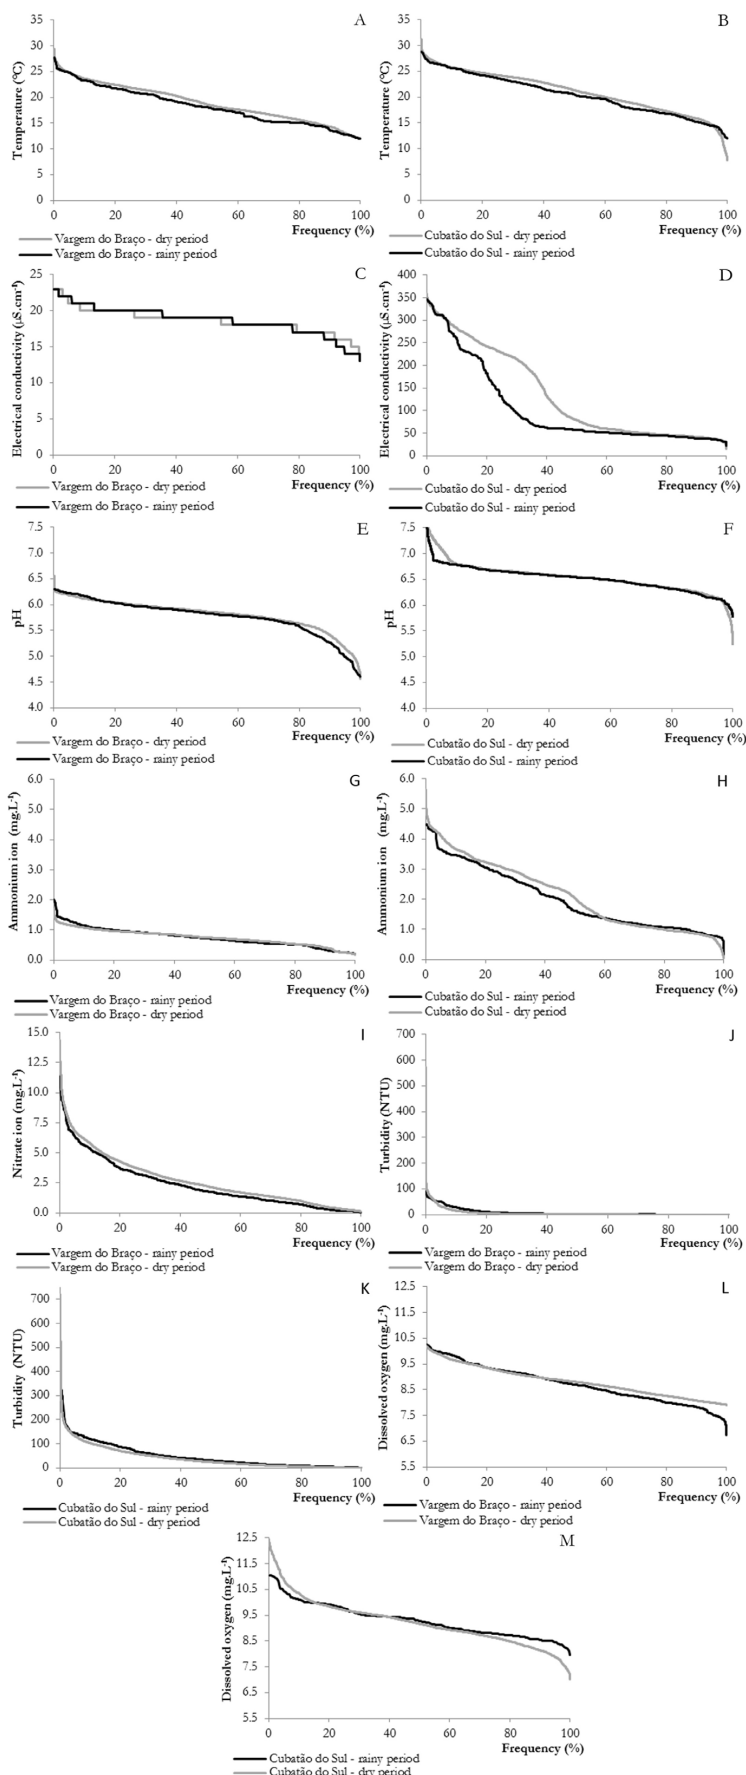 A
Temperature (°C)
35
30
25
20
15
10
5
0
0 20 40 60 80 100
Frequency (%)
Vargem do Braço - dry period
Vargem do Braço - rainy period
B
Temperature (°C)
35
30
25
20
15
10
5
0
0 20 40 60 80 100
Frequency (%)
Cubatão do Sul - dry period
Cubatão do Sul - rainy period
C
Electrical conductivity (µS.cm⁻¹)
25
20
15
10
5
0
0 20 40 60 80 100
Frequency (%)
Vargem do Braço - dry period
Vargem do Braço - rainy period
D
Electrical conductivity (µS.cm⁻¹)
400
350
300
250
200
150
100
50
0
0 20 40 60 80 100
Frequency (%)
Cubatão do Sul - dry period
Cubatão do Sul - rainy period
E
pH
7.5
7.0
6.5
6.0
5.5
5.0
4.5
4.0
0 20 40 60 80 100
Frequency (%)
Vargem do Braço - dry period
Vargem do Braço - rainy period
F
pH
7.5
7.0
6.5
6.0
5.5
5.0
4.5
4.0
0 20 40 60 80 100
Frequency (%)
Cubatão do Sul - dry period
Cubatão do Sul - rainy period
G
Ammonium ion (mg.L⁻¹)
6.0
5.0
4.0
3.0
2.0
1.0
0.0
0 20 40 60 80 100
Frequency (%)
Vargem do Braço - rainy period
Vargem do Braço - dry period
H
Ammonium ion (mg.L⁻¹)
6.0
5.0
4.0
3.0
2.0
1.0
0.0
0 20 40 60 80 100
Frequency (%)
Cubatão do Sul - rainy period
Cubatão do Sul - dry period
I
Nitrate ion (mg.L⁻¹)
15.0
12.5
10.0
7.5
5.0
2.5
0.0
0 20 40 60 80 100
Frequency (%)
Vargem do Braço - rainy period
Vargem do Braço - dry period
J
Turbidity (NTU)
700
600
500
400
300
200
100
0
0 20 40 60 80 100
Frequency (%)
Vargem do Braço - rainy period
Vargem do Braço - dry period
K
Turbidity (NTU)
700
600
500
400
300
200
100
0
0 20 40 60 80 100
Frequency (%)
Cubatão do Sul - rainy period
Cubatão do Sul - dry period
L
Dissolved oxygen (mg.L⁻¹)
12.5
11.5
10.5
9.5
8.5
7.5
6.5
5.5
0 20 40 60 80 100
Frequency (%)
Vargem do Braço - rainy period
Vargem do Braço - dry period
M
Dissolved oxygen (mg.L⁻¹)
12.5
11.5
10.5
9.5
8.5
7.5
6.5
5.5
0 20 40 60 80 100
Frequency (%)
Cubatão do Sul - rainy period
Cubatão do Sul - dry period